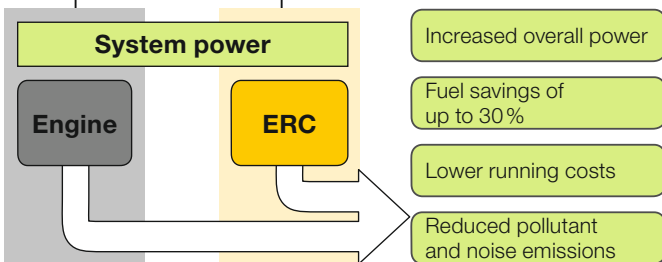 System power
Engine
ERC
Increased overall power
Fuel savings of
up to 30 %
Lower running costs
Reduced pollutant
and noise emissions